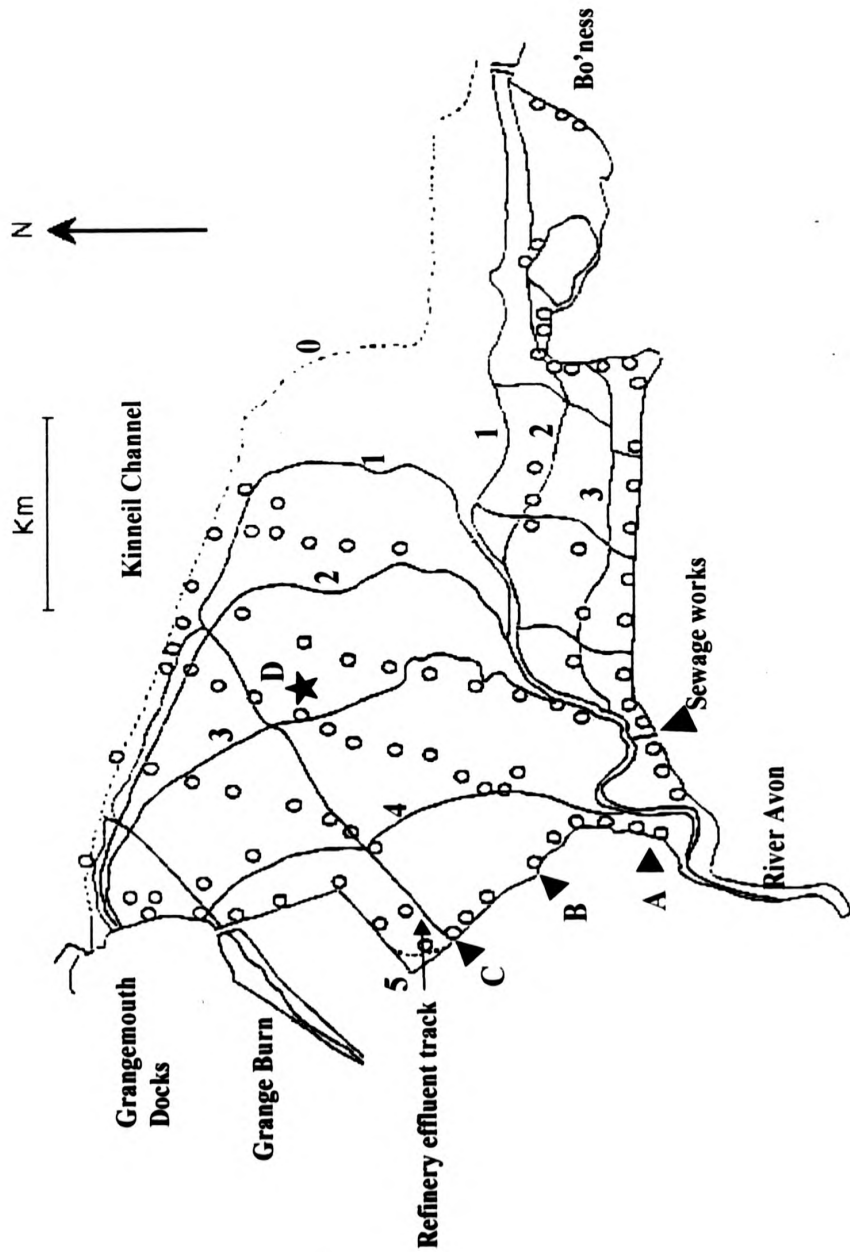 N
Km
Kinneil Channel
Grangemouth
Docks
Grange Burn
Refinery effluent track
0
1
2
D
3
4
5
C
B
A
1
2
3
Sewage works
River Avon
Bo'ness